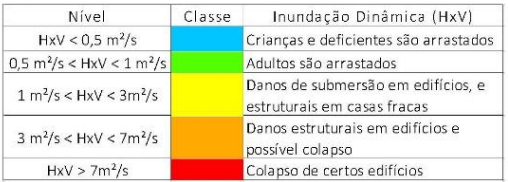 Nível Classe Inundação Dinâmica (HxV)
HxV < 0,5 m²/s Crianças e deficientes são arrastados
0,5 m²/s < HxV < 1 m²/s Adultos são arrastados
1 m²/s < HxV < 3m²/s Danos de submersão em edifícios, e
estruturais em casas fracas
3 m²/s < HxV < 7m²/s Danos estruturais em edifícios e
possível colapso
HxV > 7m²/s Colapso de certos edifícios